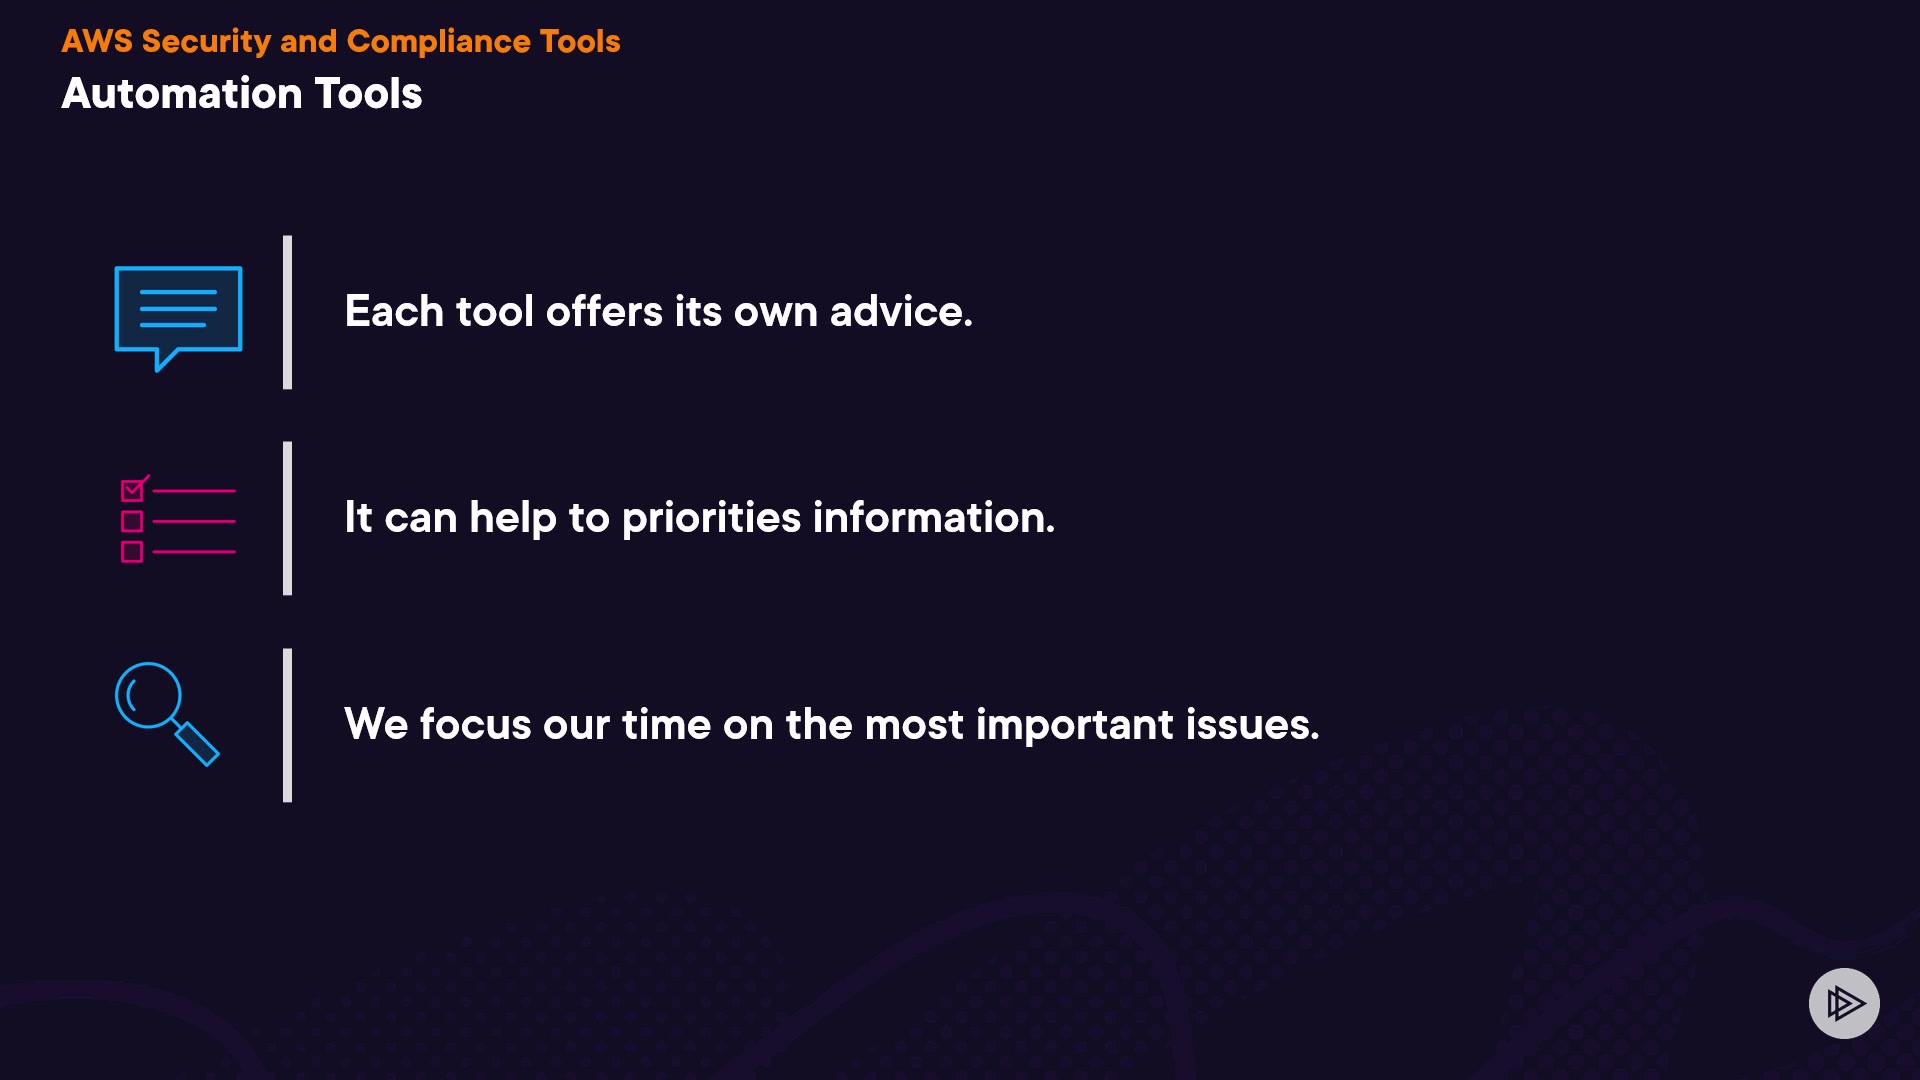 AWS Security and Compliance Tools
Automation Tools
Each tool offers its own advice.
It can help to priorities information.
We focus our time on the most important issues.